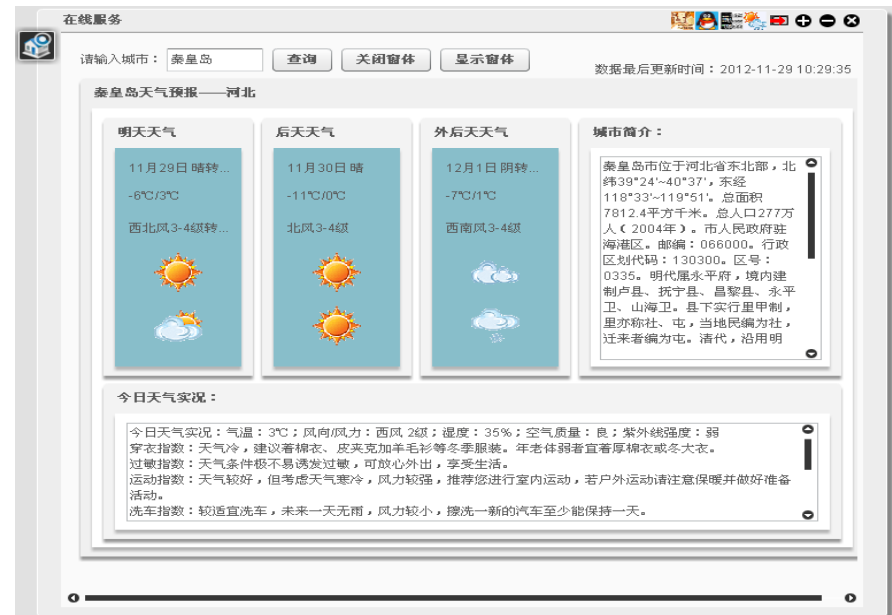 在线服务
请输入城市： 秦皇岛 查询 关闭窗体 显示窗体
数据最后更新时间：2012-11-29 10:29:35
秦皇岛天气预报——河北
明天天气
11月29日 晴转...
-6℃/3℃
西北风3-4级转...
后天天气
11月30日 晴
-11℃/0℃
北风3-4级
外后天天气
12月1日 阴转...
-7℃/1℃
西南风3-4级
城市简介：
秦皇岛市位于河北省东北部，北
纬39°24'~40°37'，东经
118°33'~119°51'。总面积
7812.4平方千米。总人口277万
人（2004年）。市人民政府驻
海港区。邮编：066000。行政
区划代码：130300。区号：
0335。明代属永平府，境内建
制卢县、抚宁县、昌黎县、永平
卫、山海卫。县下实行里甲制，
里亦称社、屯，当地民编为社，
迁来者编为屯。清代，沿用明
今日天气实况：
今日天气实况：气温：3℃；风向/风力：西风 2级；湿度：35%；空气质量：良；紫外线强度：弱
穿衣指数：天气冷，建议着棉衣、皮夹克加羊毛衫等冬季服装。年老体弱者宜着厚棉衣或冬大衣。
过敏指数：天气条件极不易诱发过敏，可放心外出，享受生活。
运动指数：天气较好，但考虑天气寒冷，风力较强，推荐您进行室内运动，若户外运动请注意保暖并做好准备
活动。
洗车指数：较适宜洗车，未来一天无雨，风力较小，擦洗一新的汽车至少能保持一天。